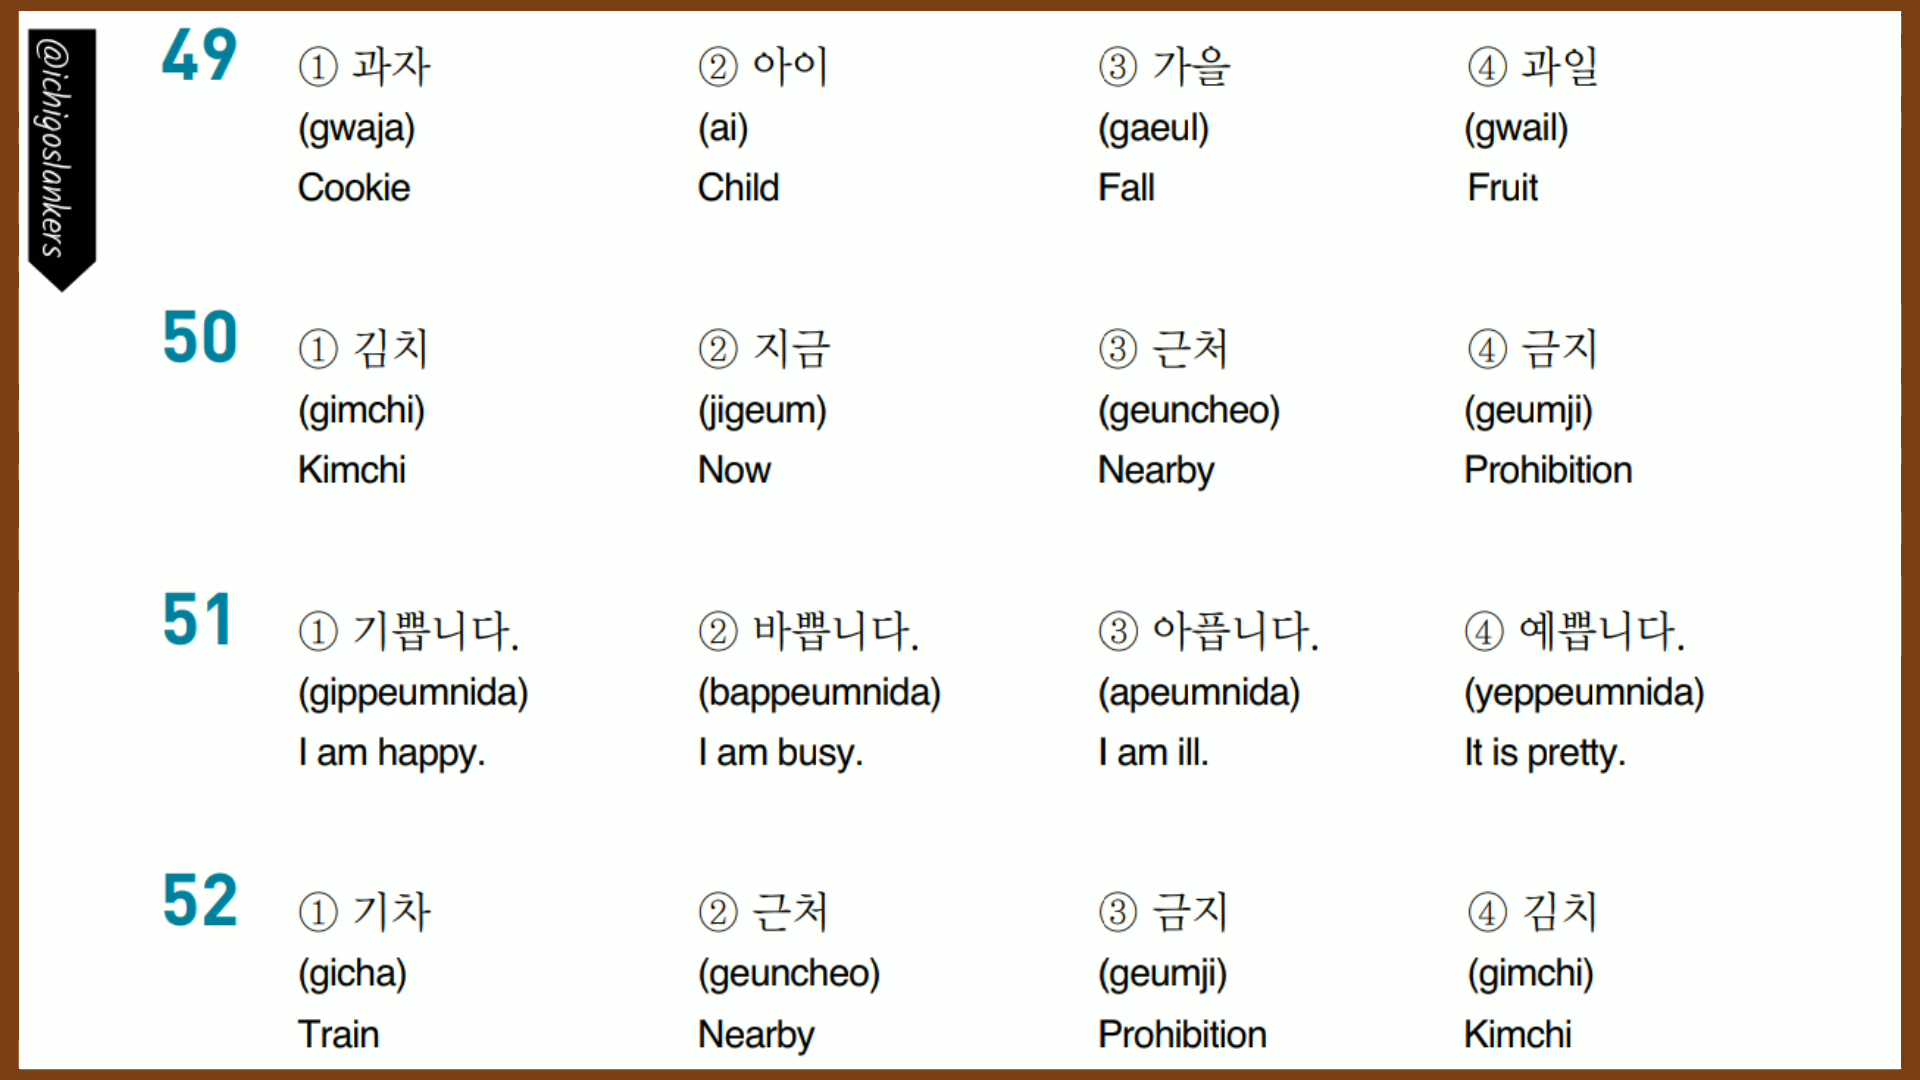 @ichigoslankers
49 ① 과자 ② 아이 ③ 가을 ④ 과일
(gwaja) (ai) (gaeul) (gwail)
Cookie Child Fall Fruit
50 ① 김치 ② 지금 ③ 근처 ④ 금지
(gimchi) (jigeum) (geuncheo) (geumji)
Kimchi Now Nearby Prohibition
51 ① 기쁩니다. ② 바쁩니다. ③ 아픕니다. ④ 예쁩니다.
(gippeumnida) (bappeumnida) (apeumnida) (yeppeumnida)
I am happy. I am busy. I am ill. It is pretty.
52 ① 기차 ② 근처 ③ 금지 ④ 김치
(gicha) (geuncheo) (geumji) (gimchi)
Train Nearby Prohibition Kimchi